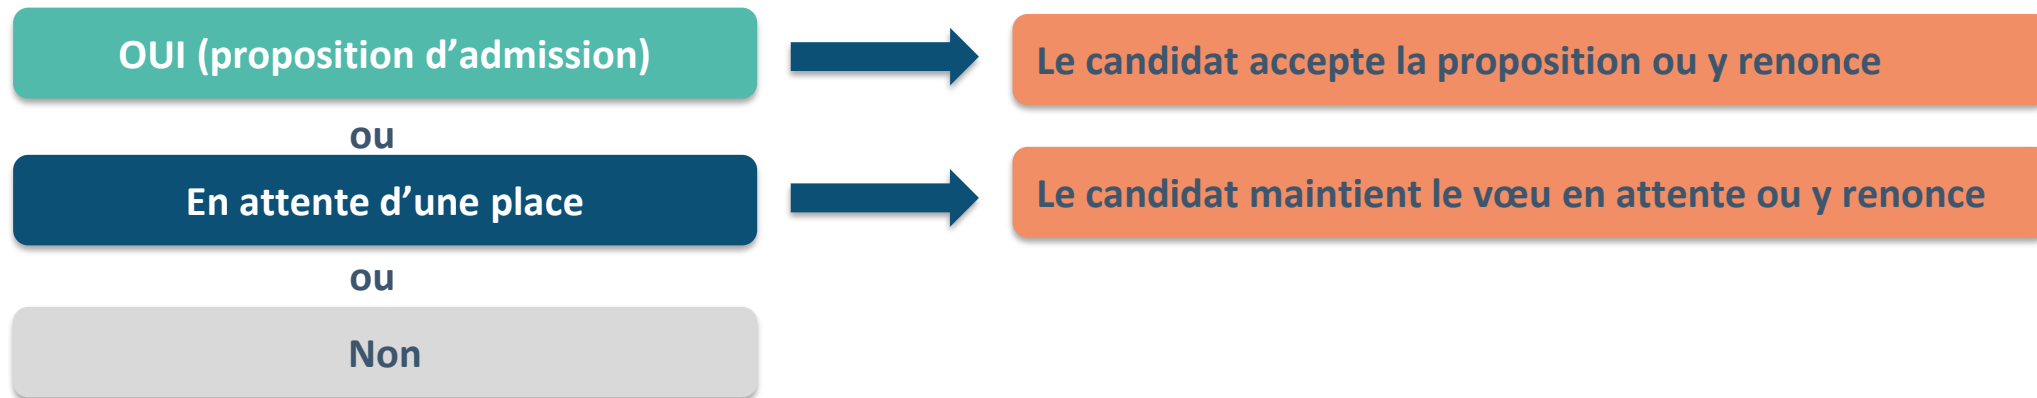 OUI (proposition d’admission)
Le candidat accepte la proposition ou y renonce
ou
En attente d’une place
Le candidat maintient le vœu en attente ou y renonce
ou
Non